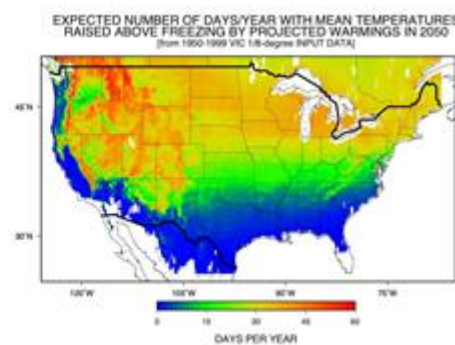 EXPECTED NUMBER OF DAYS/YEAR WITH MEAN TEMPERATURES
RAISED ABOVE FREEZING BY PROJECTED WARMINGS IN 2050
[from 1950-1999 VIC 1/8-degree INPUT DATA]
45°N
30°N
120°W
105°W
90°W
75°W
0
15
30
45
60
DAYS PER YEAR